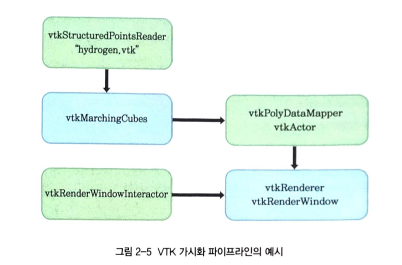 vtkStructuredPointsReader
"hydrogen.vtk"
vtkMarchingCubes
vtkPolyDataMapper
vtkActor
vtkRenderWindowInteractor
vtkRenderer
vtkRenderWindow
그림 2-5 VTK 가시화 파이프라인의 예시